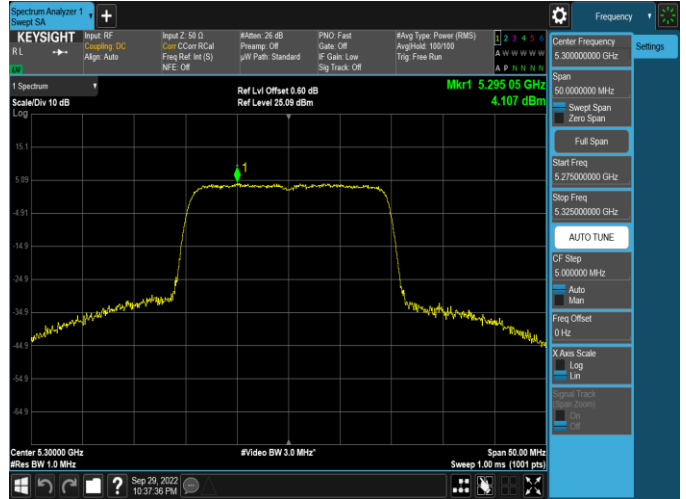 Spectrum Analyzer 1
Swept SA
Frequency
KEYSIGHT
RL
LW
Input: RF
Coupling: DC
Align: Auto
Input Z: 50 Ω
Corr CCorr RCal
Freq Ref: Int (S)
NFE: Off
#Atten: 26 dB
Preamp: Off
µW Path: Standard
PNO: Fast
Gate: Off
IF Gain: Low
Sig Track: Off
#Avg Type: Power (RMS)
Avg|Hold: 100/100
Trig: Free Run
1 2 3 4 5 6
A W W W W W
A P N N N N
1 Spectrum
Scale/Div 10 dB
Log
Ref Lvl Offset 0.60 dB
Ref Level 25.09 dBm
Mkr1 5.295 05 GHz
4.107 dBm
15.1
5.09
-4.91
-14.9
-24.9
-34.9
-44.9
-54.9
-64.9
1
Center 5.30000 GHz
#Res BW 1.0 MHz
#Video BW 3.0 MHz*
Span 50.00 MHz
Sweep 1.00 ms (1001 pts)
Sep 29, 2022
10:37:36 PM
Center Frequency
5.300000000 GHz
Settings
Span
50.0000000 MHz
Swept Span
Zero Span
Full Span
Start Freq
5.275000000 GHz
Stop Freq
5.325000000 GHz
AUTO TUNE
CF Step
5.000000 MHz
Auto
Man
Freq Offset
0 Hz
X Axis Scale
Log
Lin
Signal Track
(Span Zoom)
On
Off